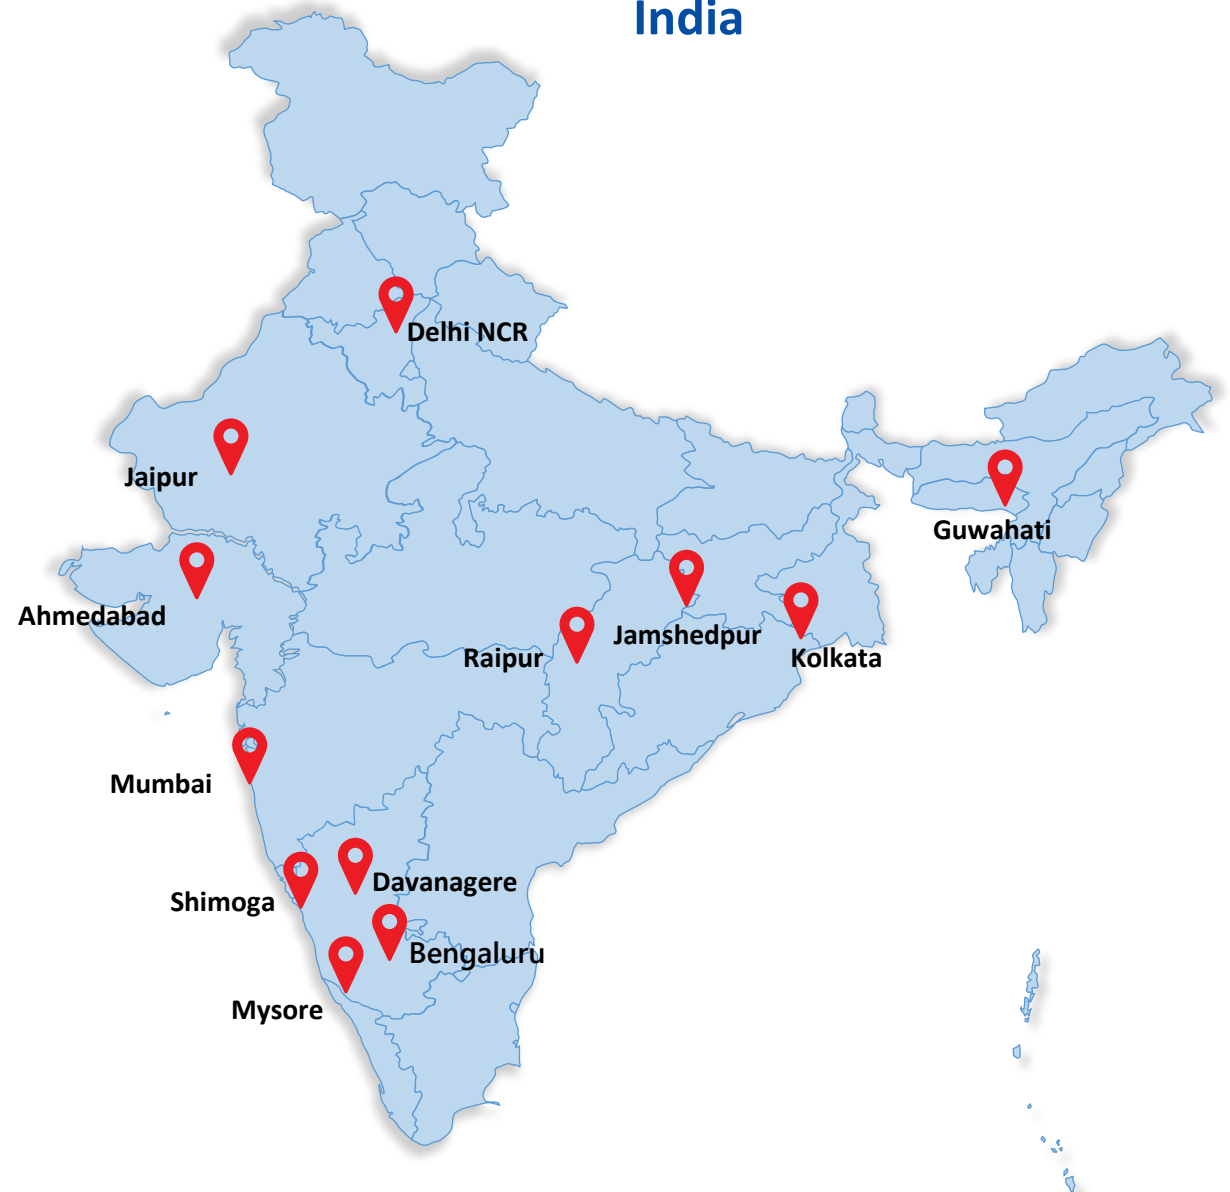 India
Delhi NCR
Jaipur
Guwahati
Ahmedabad
Jamshedpur
Raipur
Kolkata
Mumbai
Davanagere
Shimoga
Bengaluru
Mysore